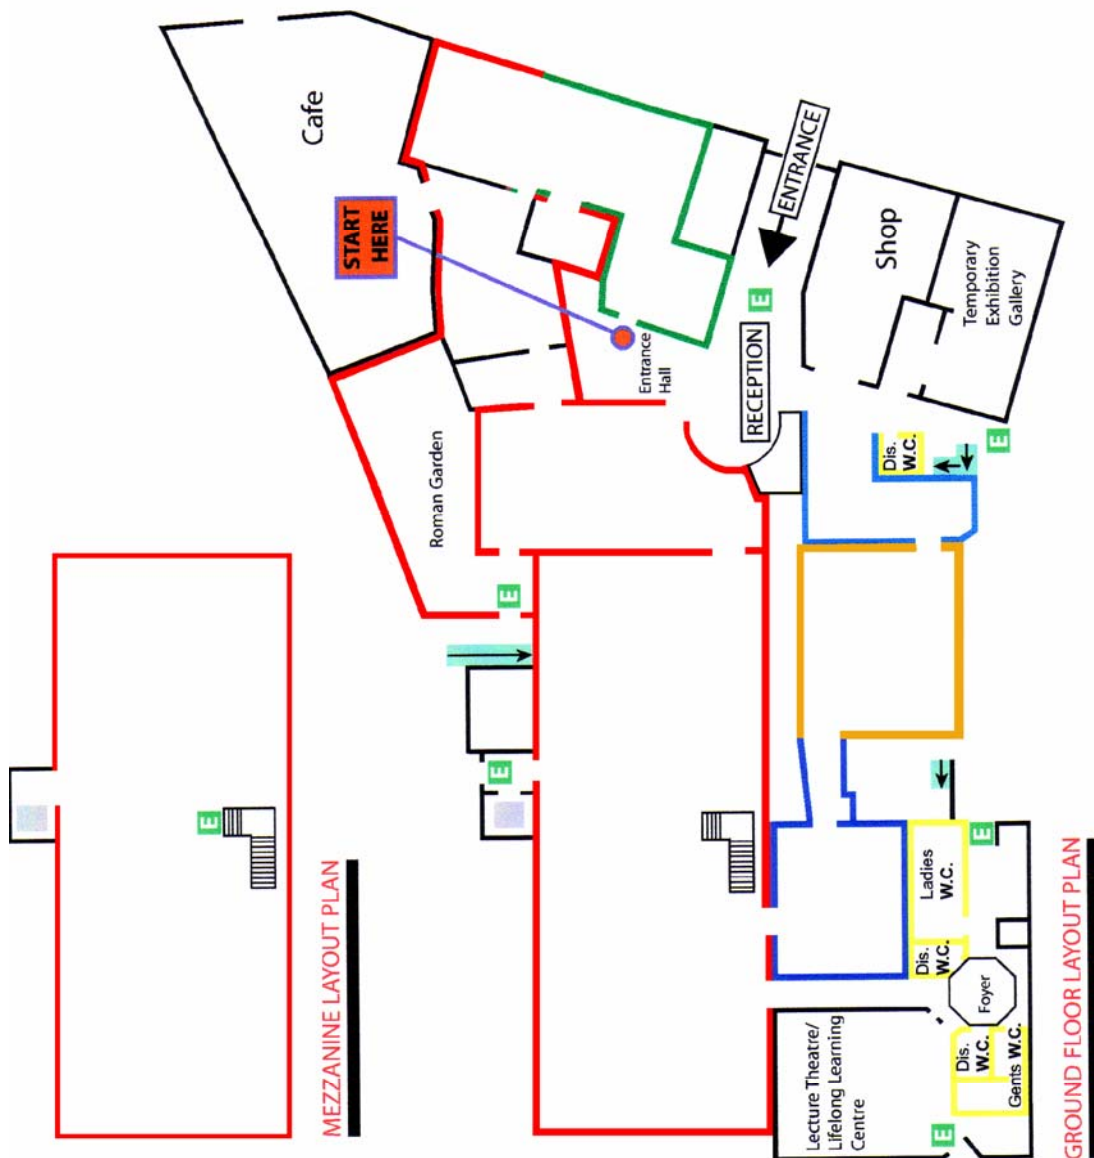 Cafe
START
HERE
ENTRANCE
Shop
Temporary
Exhibition
Gallery
E
RECEPTION
Entrance
Hall
Roman Garden
Dis.
W.C.
E
E
E
E
MEZZANINE LAYOUT PLAN
Ladies
W.C.
E
Dis.
W.C.
Foyer
Lecture Theatre/
Lifelong Learning
Centre
Dis.
W.C.
Gents W.C.
E
GROUND FLOOR LAYOUT PLAN